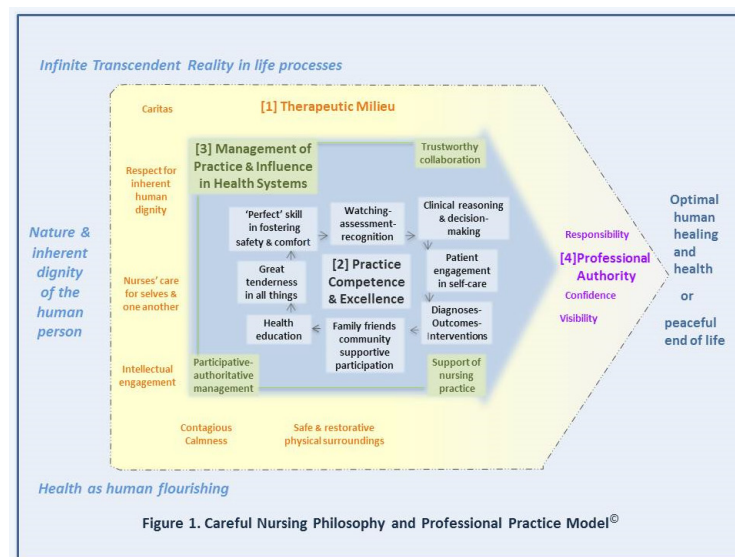 Infinite Transcendent Reality in life processes
Caritas
[1] Therapeutic Milieu
[3] Management of
Practice & Influence
in Health Systems
Trustworthy
collaboration
Respect for
inherent
human
dignity
'Perfect' skill
in fostering
safety & comfort
Watching-
assessment-
recognition
Clinical reasoning
& decision-
making
Nature &
inherent
dignity
of the
human
person
Great
tenderness
in all things
[2] Practice
Competence
& Excellence
Patient
engagement
in self-care
Nurses' care
for selves &
one another
Health
education
Family friends
community
supportive
participation
Diagnoses-
Outcomes-
Interventions
Intellectual
engagement
Participative-
authoritative
management
Support of
nursing
practice
Contagious
Calmness
Safe & restorative
physical surroundings
Responsibility
[4]Professional
Authority
Confidence
Visibility
Optimal
human
healing
and
health
or
peaceful
end of life
Health as human flourishing
Figure 1. Careful Nursing Philosophy and Professional Practice Model©